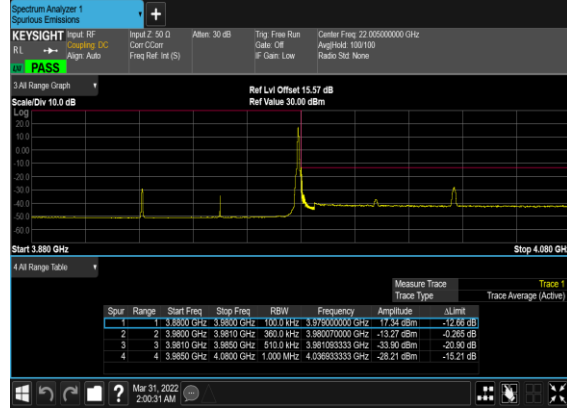 Spectrum Analyzer 1
Spurious Emissions
+
KEYSIGHT Input: RF Input Z: 50 Ω Atten: 30 dB Trig: Free Run Center Freq: 22.005000000 GHz
RL Coupling: DC Corr CCorr Gate: Off Avg|Hold: 100/100
Align: Auto Freq Ref: Int (S) IF Gain: Low Radio Std: None
LW PASS
3 All Range Graph
Ref Lvl Offset 15.57 dB
Scale/Div 10.0 dB Ref Value 30.00 dBm
Log
20.0
10.0
0.00
-10.0
-20.0
-30.0
-40.0
-50.0
-60.0
Start 3.880 GHz Stop 4.080 GHz
4 All Range Table
Measure Trace Trace 1
Trace Type Trace Average (Active)
Spur Range Start Freq Stop Freq RBW Frequency Amplitude ΔLimit
1 1 3.8800 GHz 3.9800 GHz 100.0 kHz 3.979000000 GHz 17.34 dBm -12.66 dB
2 2 3.9800 GHz 3.9810 GHz 360.0 kHz 3.980070000 GHz -13.27 dBm -0.265 dB
3 3 3.9810 GHz 3.9850 GHz 510.0 kHz 3.981093333 GHz -33.90 dBm -20.90 dB
4 4 3.9850 GHz 4.0800 GHz 1.000 MHz 4.036933333 GHz -28.21 dBm -15.21 dB
? Mar 31, 2022
2:00:31 AM